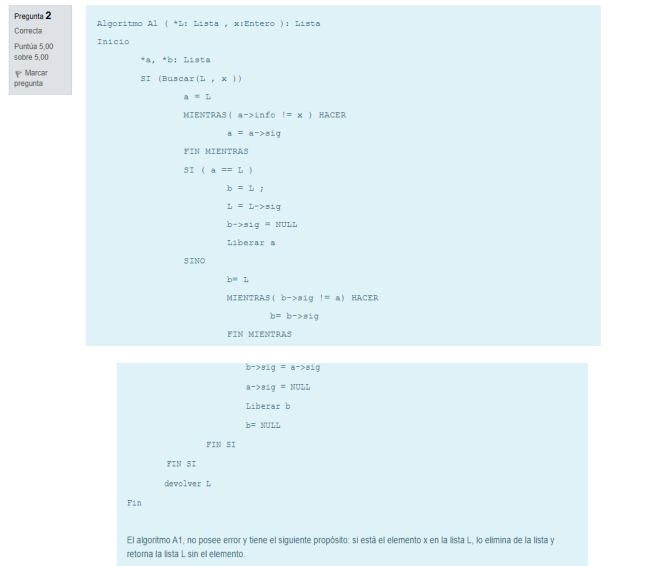 Pregunta 2
Correcta
Puntúa 5,00
sobre 5,00
Marcar
pregunta
Algoritmo A1 ( *L: Lista , x:Entero ): Lista
Inicio
*a, *b: Lista
SI (Buscar(L , x ))
a = L
MIENTRAS( a->info != x ) HACER
a = a->sig
FIN MIENTRAS
SI ( a == L )
b = L ;
L = L->sig
b->sig = NULL
Liberar a
SINO
b= L
MIENTRAS( b->sig != a) HACER
b= b->sig
FIN MIENTRAS
b->sig = a->sig
a->sig = NULL
Liberar b
b= NULL
FIN SI
FIN SI
devolver L
Fin
El algoritmo A1, no posee error y tiene el siguiente propósito: si está el elemento x en la lista L, lo elimina de la lista y
retorna la lista L sin el elemento.